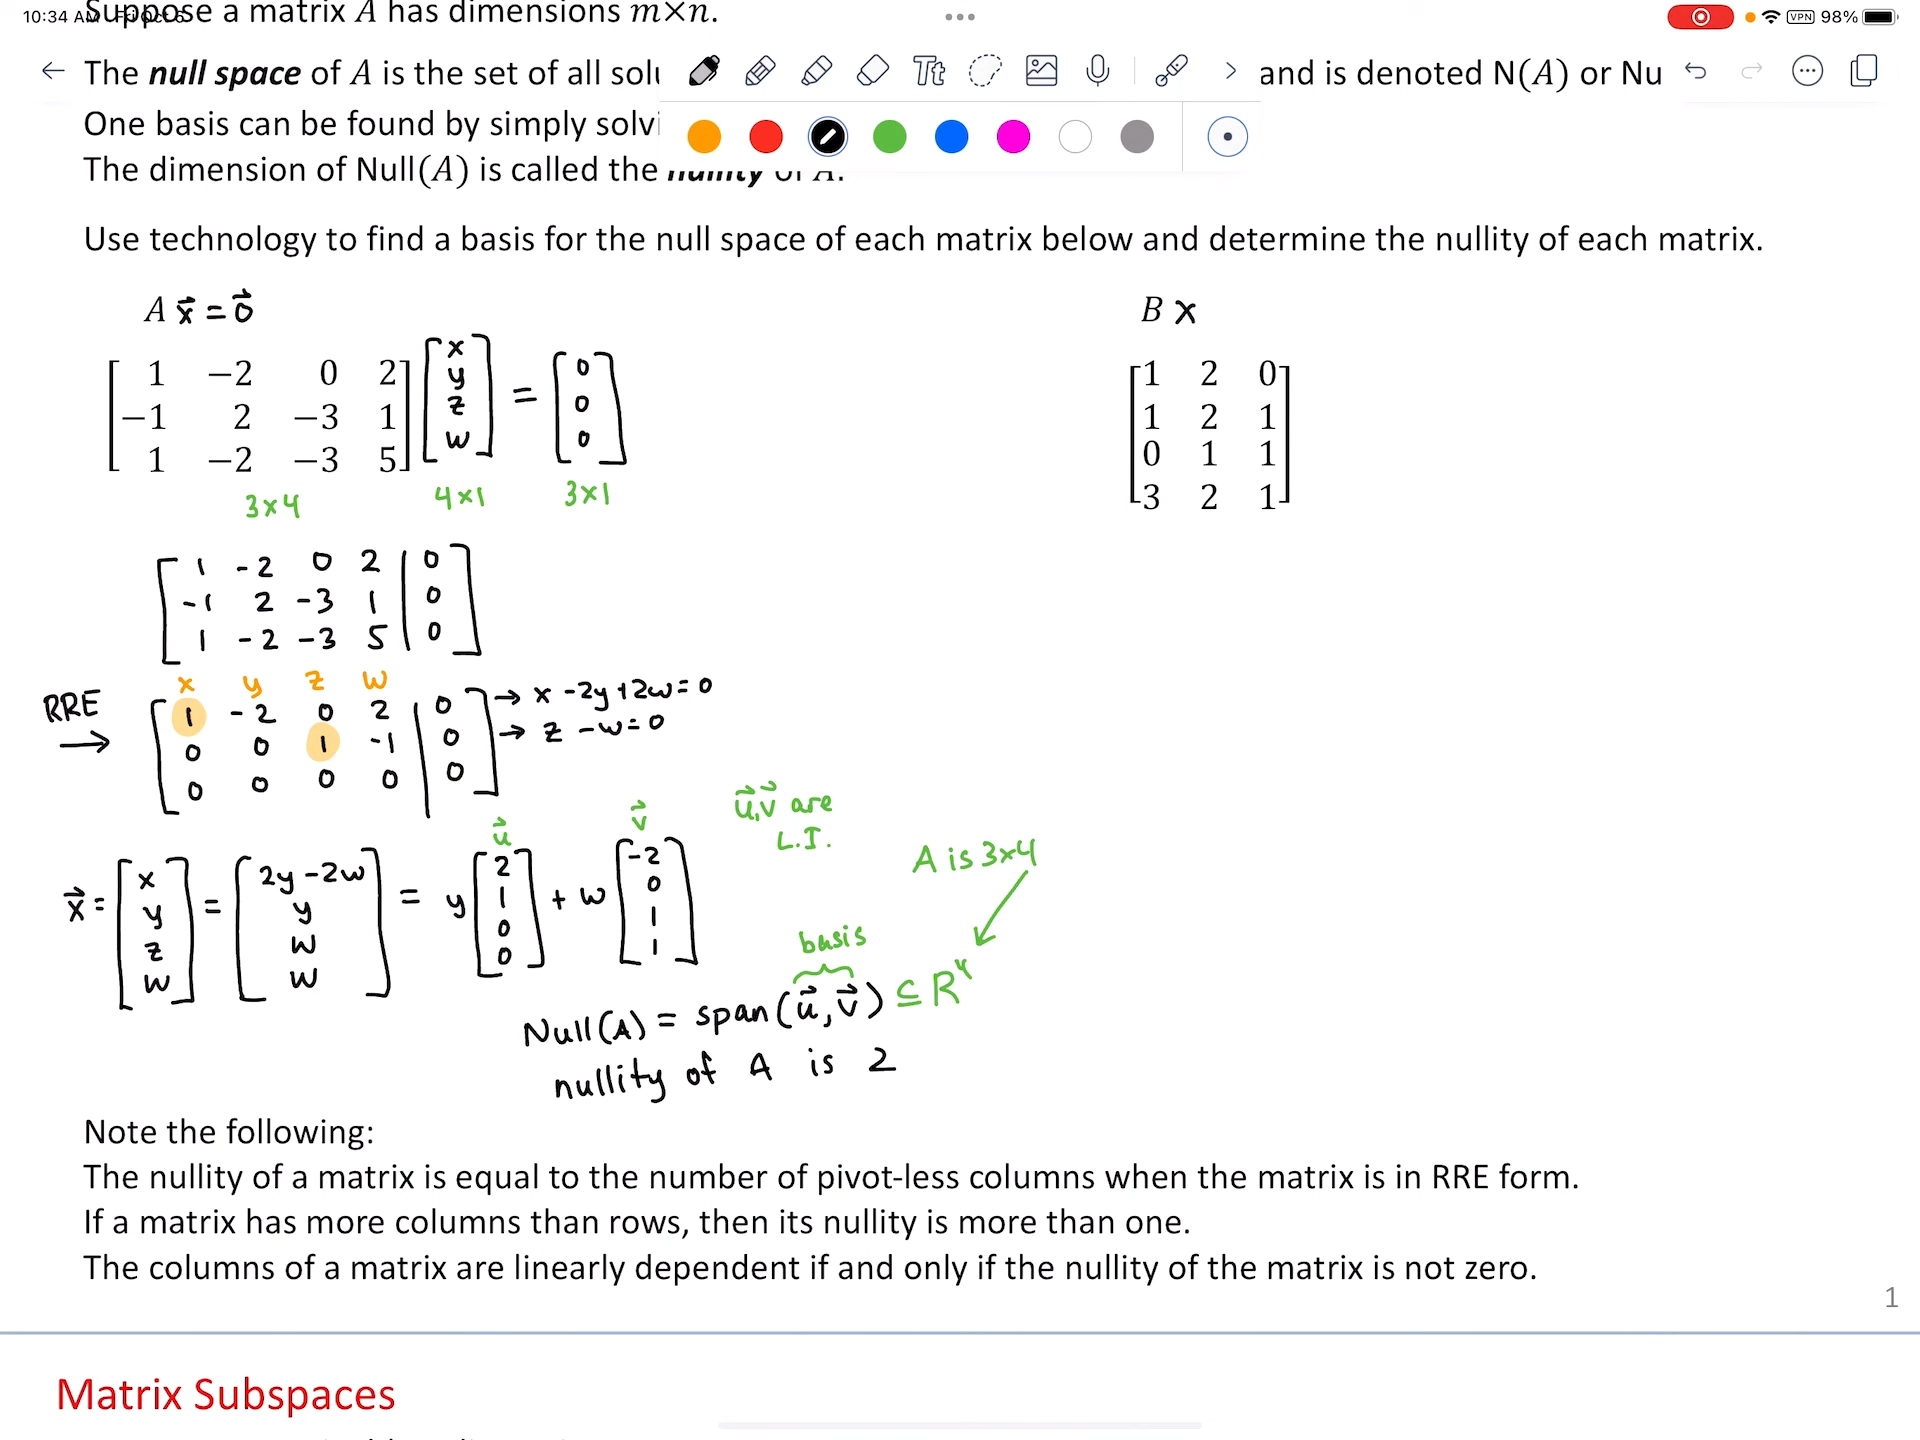 10:34 AM Fri Oct 6
98%
VPN
Suppose a matrix A has dimensions m×n.
The null space of A is the set of all solu and is denoted N(A) or Nu
One basis can be found by simply solvi
The dimension of Null(A) is called the nullity of A.
Tt
Use technology to find a basis for the null space of each matrix below and determine the nullity of each matrix.
A x⃗ = 0⃗
[ 1 −2 0 2 ] [ x ] = [ 0 ]
[ −1 2 −3 1 ] [ y ] [ 0 ]
[ 1 −2 −3 5 ] [ z ] [ 0 ]
[ w ]
3×4 4×1 3×1
B x
[ 1 2 0 ]
[ 1 2 1 ]
[ 0 1 1 ]
[ 3 2 1 ]
[ 1 -2 0 2 | 0 ]
[ -1 2 -3 1 | 0 ]
[ 1 -2 -3 5 | 0 ]
x y z w
RRE →
[ 1 -2 0 2 | 0 ] → x -2y +2w = 0
[ 0 0 1 -1 | 0 ] → z - w = 0
[ 0 0 0 0 | 0 ]
u⃗ v⃗
u⃗,v⃗ are
L.I.
x⃗ = [ x ] = [ 2y -2w ] = y [ 2 ] + w [ -2 ]
[ y ] [ y ] [ 1 ] [ 0 ]
[ z ] [ w ] [ 0 ] [ 1 ]
[ w ] [ w ] [ 0 ] [ 1 ]
A is 3×4
basis
Null(A) = span(u⃗, v⃗) ⊆ R⁴
nullity of A is 2
Note the following:
The nullity of a matrix is equal to the number of pivot-less columns when the matrix is in RRE form.
If a matrix has more columns than rows, then its nullity is more than one.
The columns of a matrix are linearly dependent if and only if the nullity of the matrix is not zero.
1
Matrix Subspaces